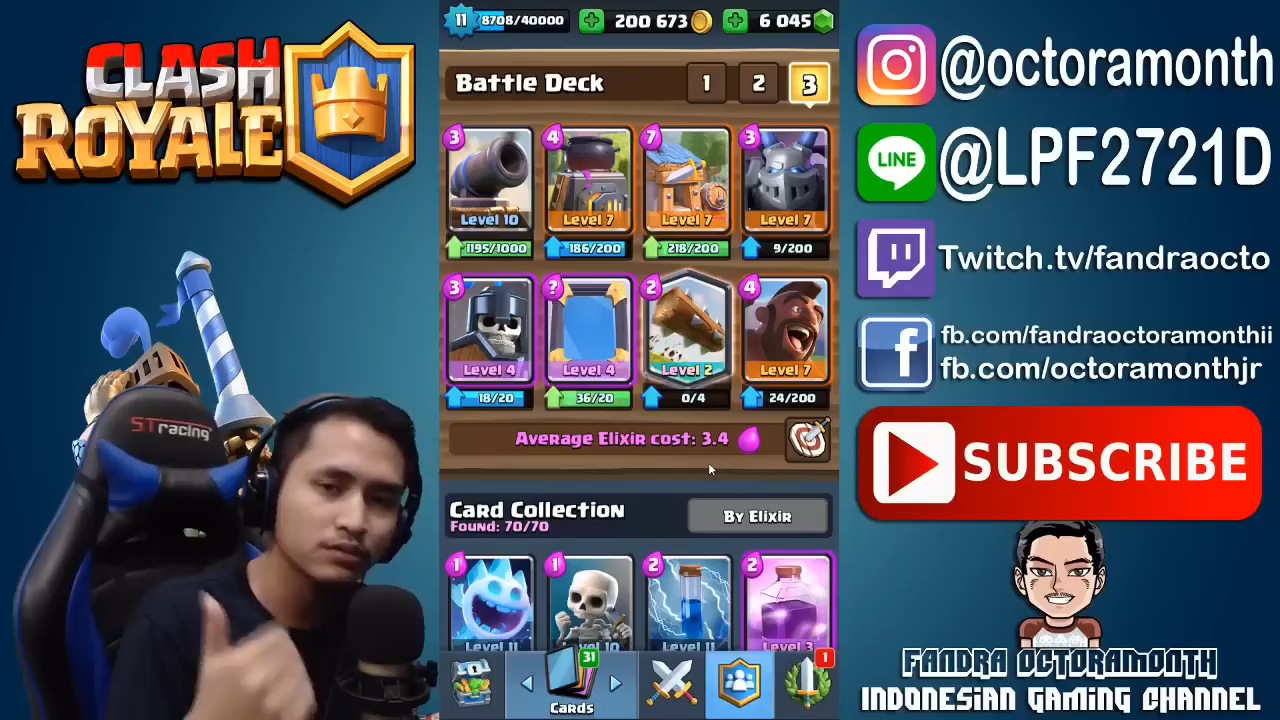 CLASH
ROYALE
STracing
11
8708/40000
200 673
6 045
Battle Deck
1
2
3
3
4
7
3
Level 10
Level 7
Level 7
Level 7
1195/1000
186/200
218/200
9/200
3
?
2
4
Level 4
Level 4
Level 2
Level 7
18/20
36/20
0/4
24/200
Average Elixir cost: 3.4
Card Collection
Found: 70/70
By Elixir
1
1
2
2
Level 11
Level 10
Level 11
Level 3
31
Cards
1
@octoramonth
LINE
@LPF2721D
Twitch.tv/fandraocto
f
fb.com/fandraoctoramonthii
fb.com/octoramonthjr
SUBSCRIBE
FANDRA OCTORAMONTH
INDONESIAN GAMING CHANNEL